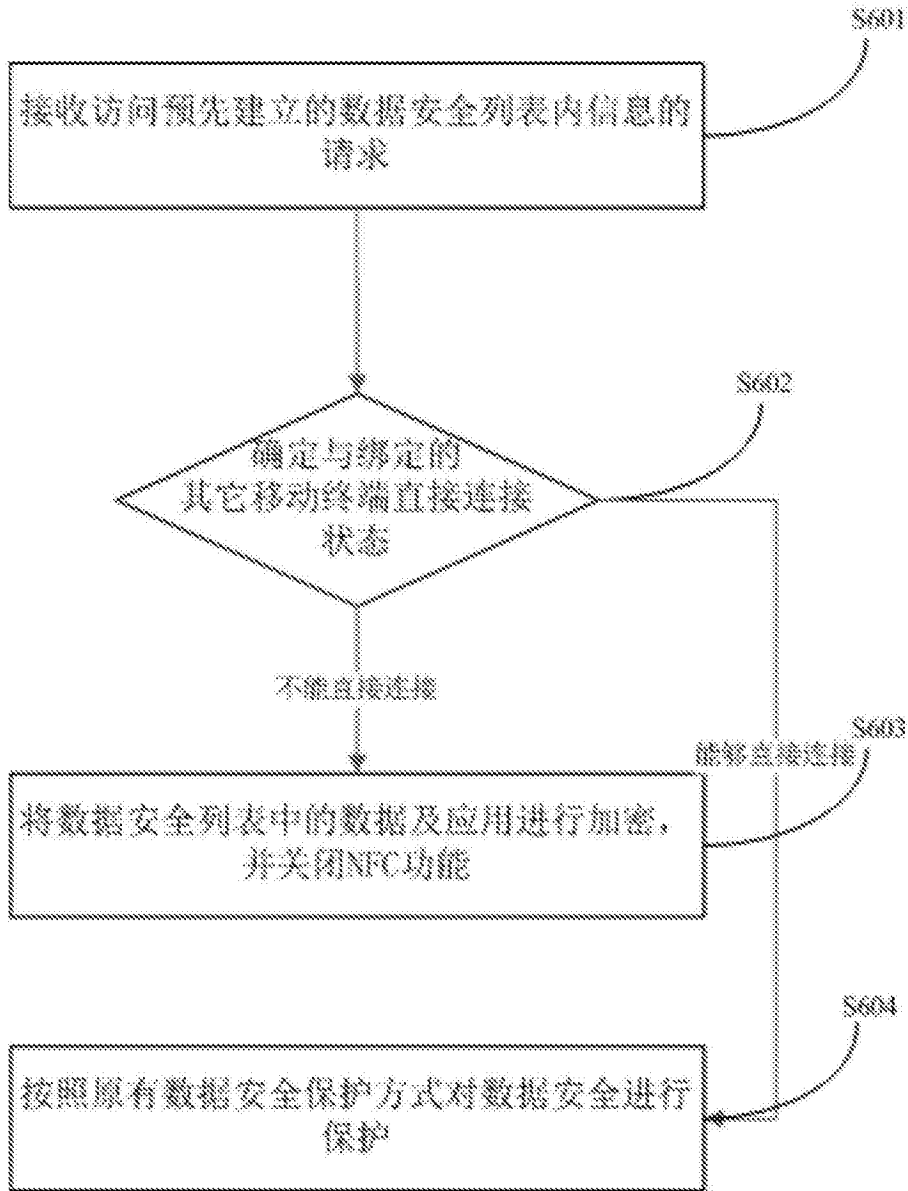 S601
接收访问预先建立的数据安全列表内信息的
请求
S602
确定与绑定的
其它移动终端直接连接
状态
不能直接连接
S603
能够直接连接
将数据安全列表中的数据及应用进行加密，
并关闭NFC功能
S604
按照原有数据安全保护方式对数据安全进行
保护